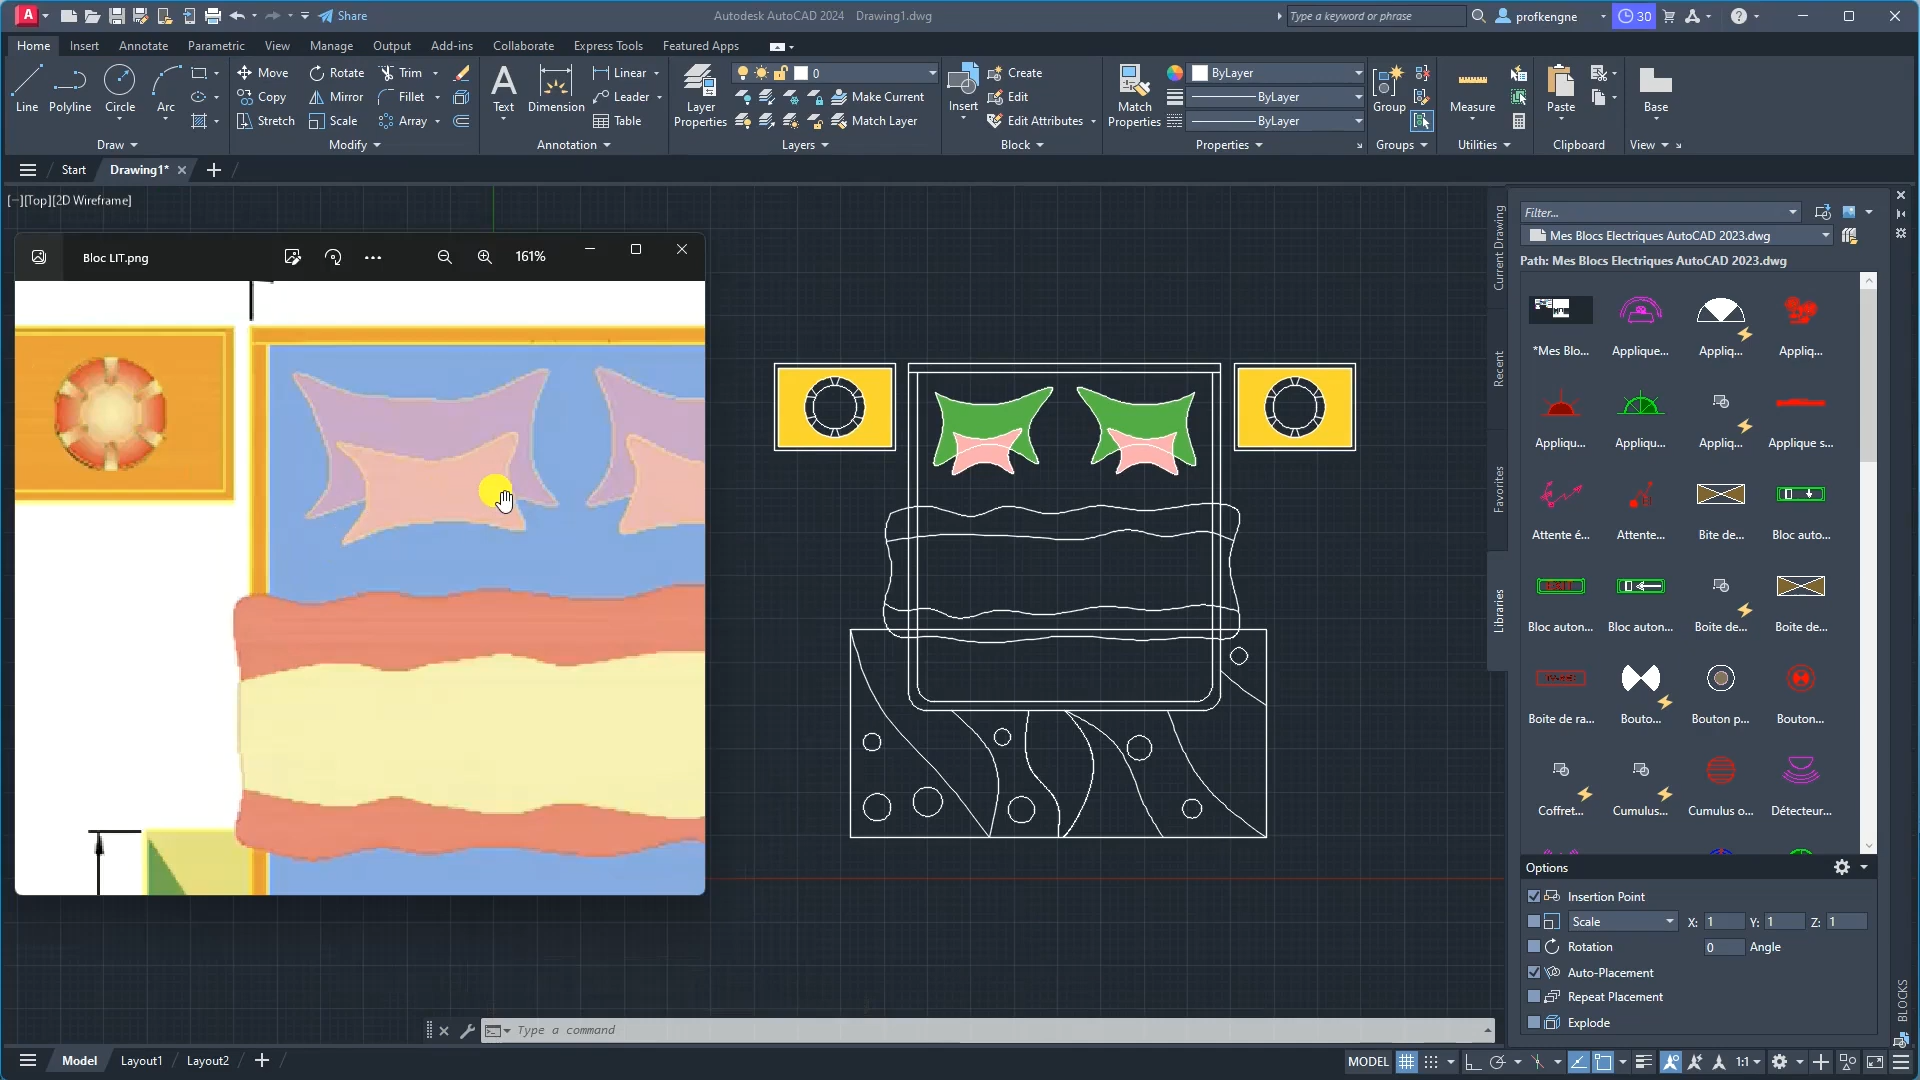 A Share Autodesk AutoCAD 2024 Drawing1.dwg Type a keyword or phrase profkengne 30
Home Insert Annotate Parametric View Manage Output Add-ins Collaborate Express Tools Featured Apps
Line Polyline Circle Arc
Move Rotate Trim
Copy Mirror Fillet
Stretch Scale Array
Text Dimension
Linear
Leader
Table
Layer Properties
0
Make Current
Match Layer
Insert
Create
Edit
Edit Attributes
Match Properties
ByLayer
ByLayer
ByLayer
Group
Measure
Paste
Base
Draw Modify Annotation Layers Block Properties Groups Utilities Clipboard View
Start Drawing1*
[−][Top][2D Wireframe]
Bloc LIT.png 161%
Current Drawing
Recent
Favorites
Libraries
Filter...
Mes Blocs Electriques AutoCAD 2023.dwg
Path: Mes Blocs Electriques AutoCAD 2023.dwg
*Mes Blo... Applique... Appliq... Appliq...
Appliqu... Appliqu... Appliq... Applique s...
Attente é... Attente... Bite de... Bloc auto...
Bloc auton... Bloc auton... Boite de... Boite de...
Boite de ra... Bouto... Bouton p... Bouton...
Coffret... Cumulus... Cumulus o... Détecteur...
Options
Insertion Point
Scale X: 1 Y: 1 Z: 1
Rotation 0 Angle
Auto-Placement
Repeat Placement
Explode
BLOCKS
Type a command
Model Layout1 Layout2
MODEL 1:1